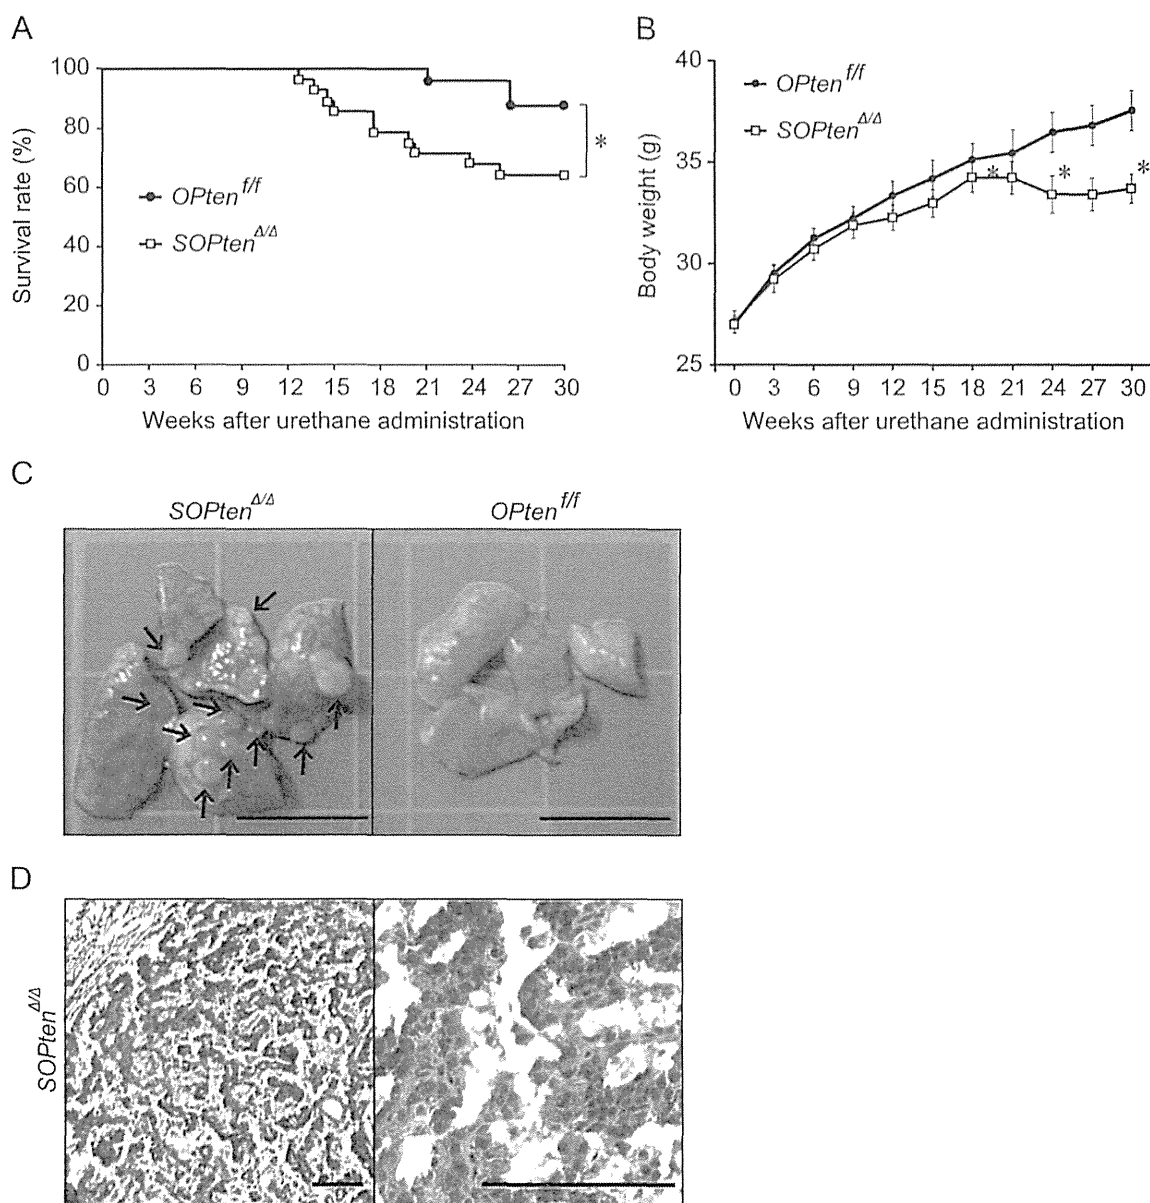 A
100
80
60
40
20
0
Survival rate (%)
OPten f/f
SOPten Δ/Δ
*
0 3 6 9 12 15 18 21 24 27 30
Weeks after urethane administration
B
40
35
30
25
Body weight (g)
OPten f/f
SOPten Δ/Δ
* * *
0 3 6 9 12 15 18 21 24 27 30
Weeks after urethane administration
C
SOPten Δ/Δ OPten f/f
D
SOPten Δ/Δ